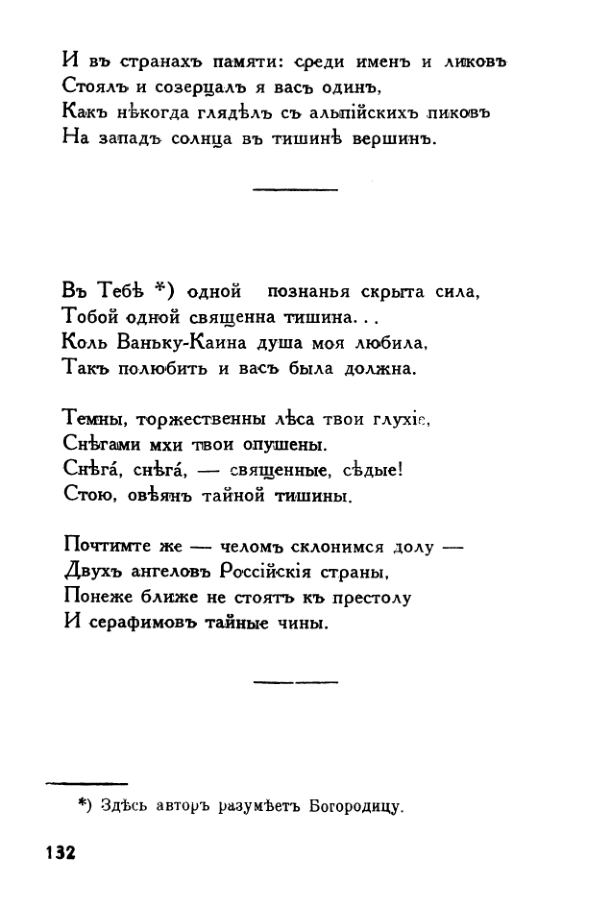 И въ странахъ памяти: среди именъ и ликовъ
Стоялъ и созерцалъ я васъ одинъ,
Какъ нѣкогда глядѣлъ съ альпійскихъ пиковъ
На западъ солнца въ тишинѣ вершинъ.
Въ Тебѣ *) одной познанья скрыта сила,
Тобой одной священна тишина...
Коль Ваньку-Каина душа моя любила,
Такъ полюбить и васъ была должна.
Темны, торжественны лѣса твои глухіе,
Снѣгами мхи твои опушены.
Снѣгá, снѣгá, — священные, сѣдые!
Стою, овѣянъ тайной тишины.
Почтимте же — челомъ склонимся долу —
Двухъ ангеловъ Россійскія страны,
Понеже ближе не стоятъ къ престолу
И серафимовъ тайные чины.
*) Здѣсь авторъ разумѣетъ Богородицу.
132